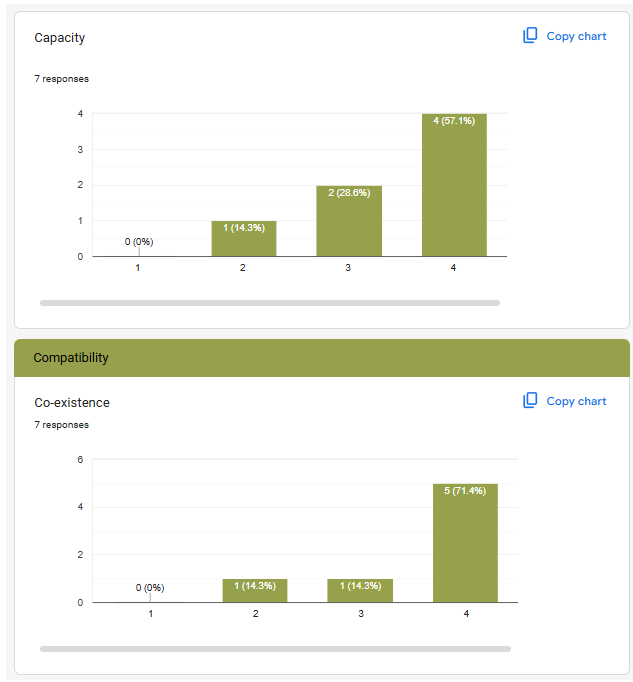 Capacity
Copy chart
7 responses
4
3
2
1
0
0 (0%)
1 (14.3%)
2 (28.6%)
4 (57.1%)
1 2 3 4
Compatibility
Co-existence
Copy chart
7 responses
6
4
2
0
0 (0%)
1 (14.3%)
1 (14.3%)
5 (71.4%)
1 2 3 4